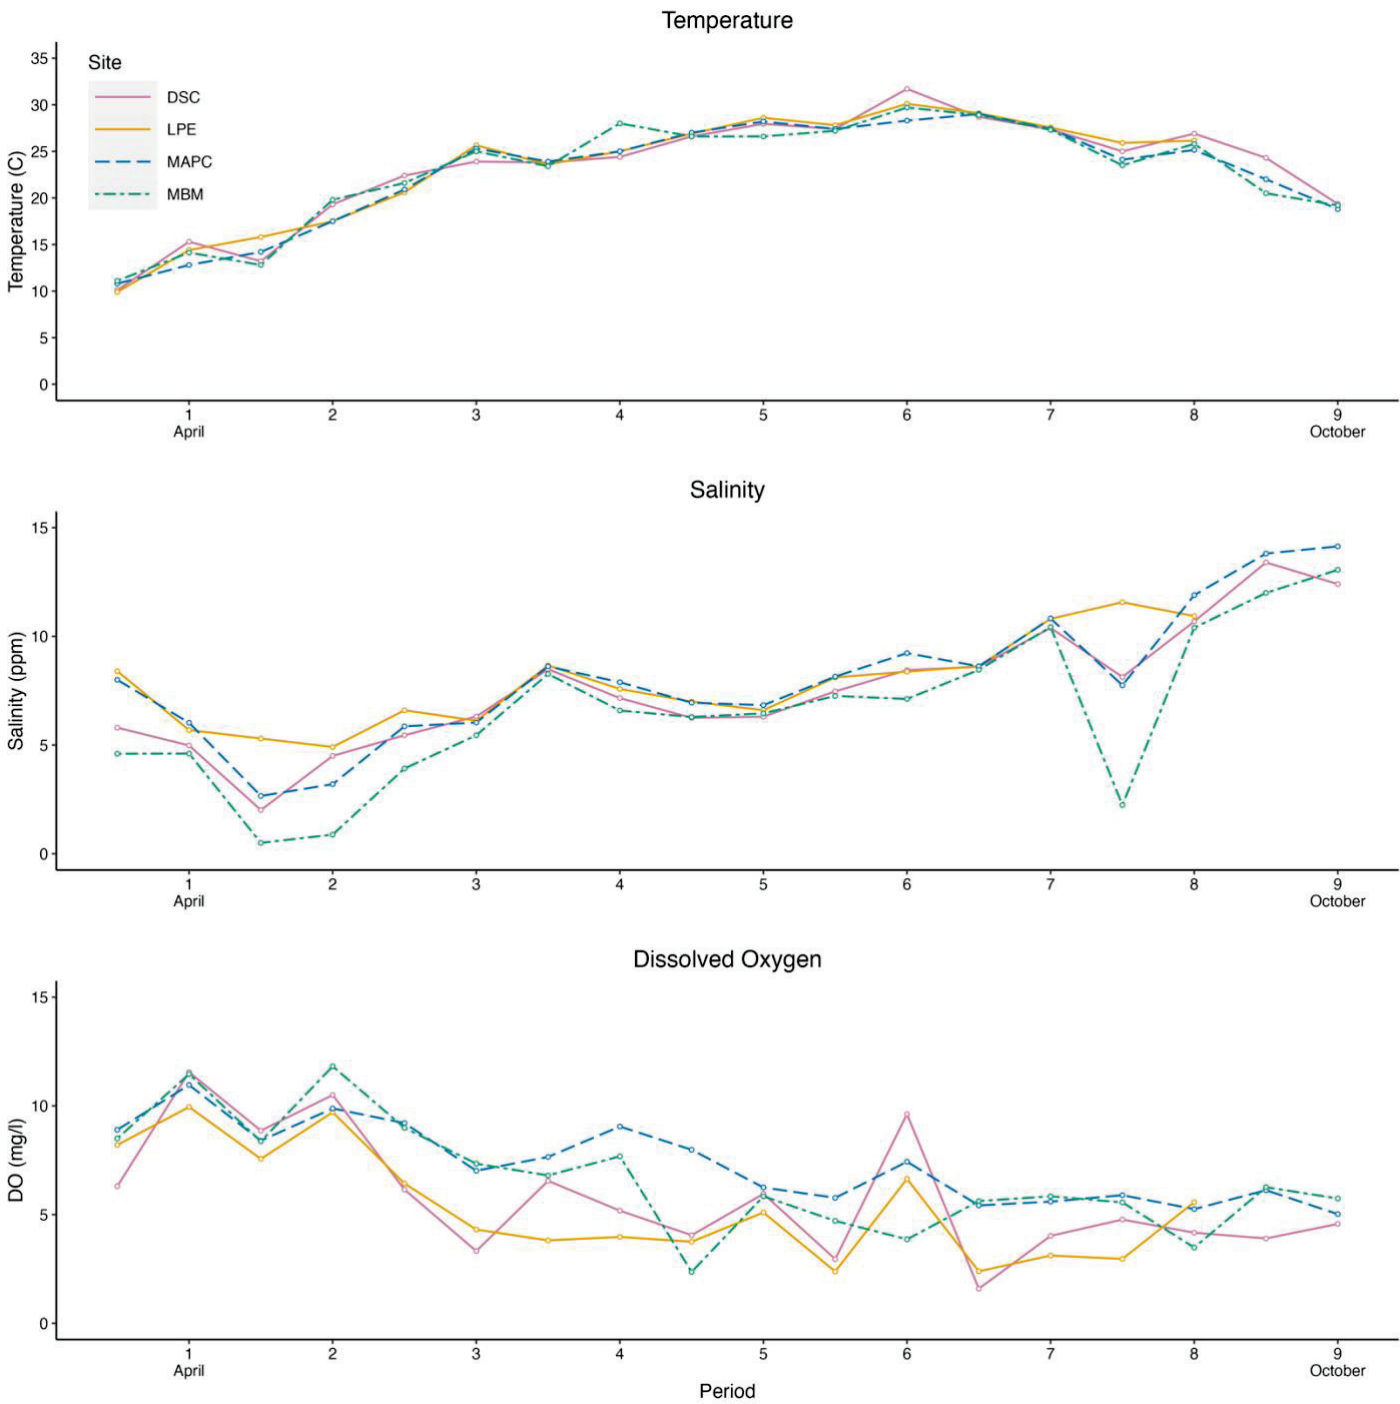 Temperature
35
30
25
20
15
10
5
0
Temperature (C)
Site
DSC
LPE
MAPC
MBM
1 2 3 4 5 6 7 8 9
April October
Salinity
15
10
5
0
Salinity (ppm)
1 2 3 4 5 6 7 8 9
April October
Dissolved Oxygen
15
10
5
0
DO (mg/l)
1 2 3 4 5 6 7 8 9
April October
Period